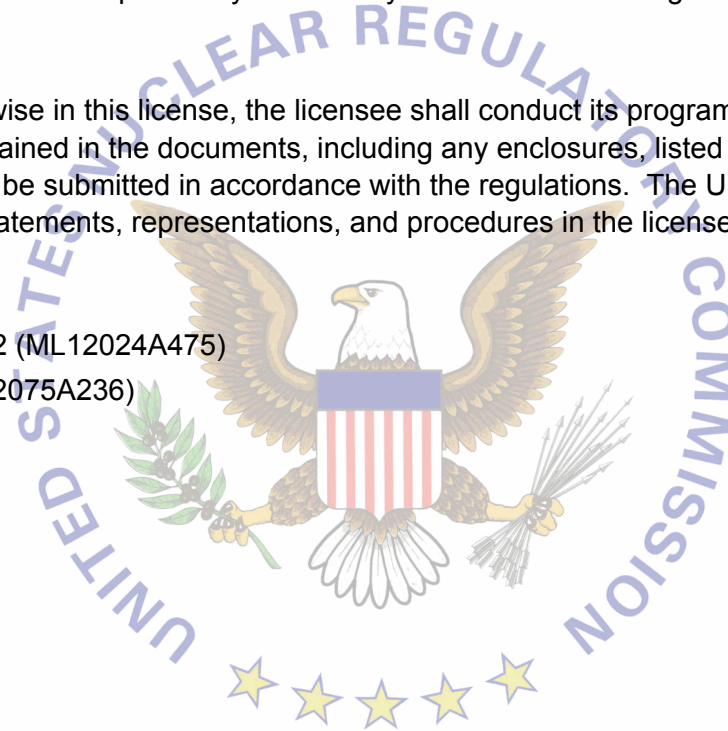 UNITED STATES NUCLEAR REGULATORY COMMISSION
wise in this license, the licensee shall conduct its program
tained in the documents, including any enclosures, listed
be submitted in accordance with the regulations. The U
atements, representations, and procedures in the license
2 (ML12024A475)
2075A236)